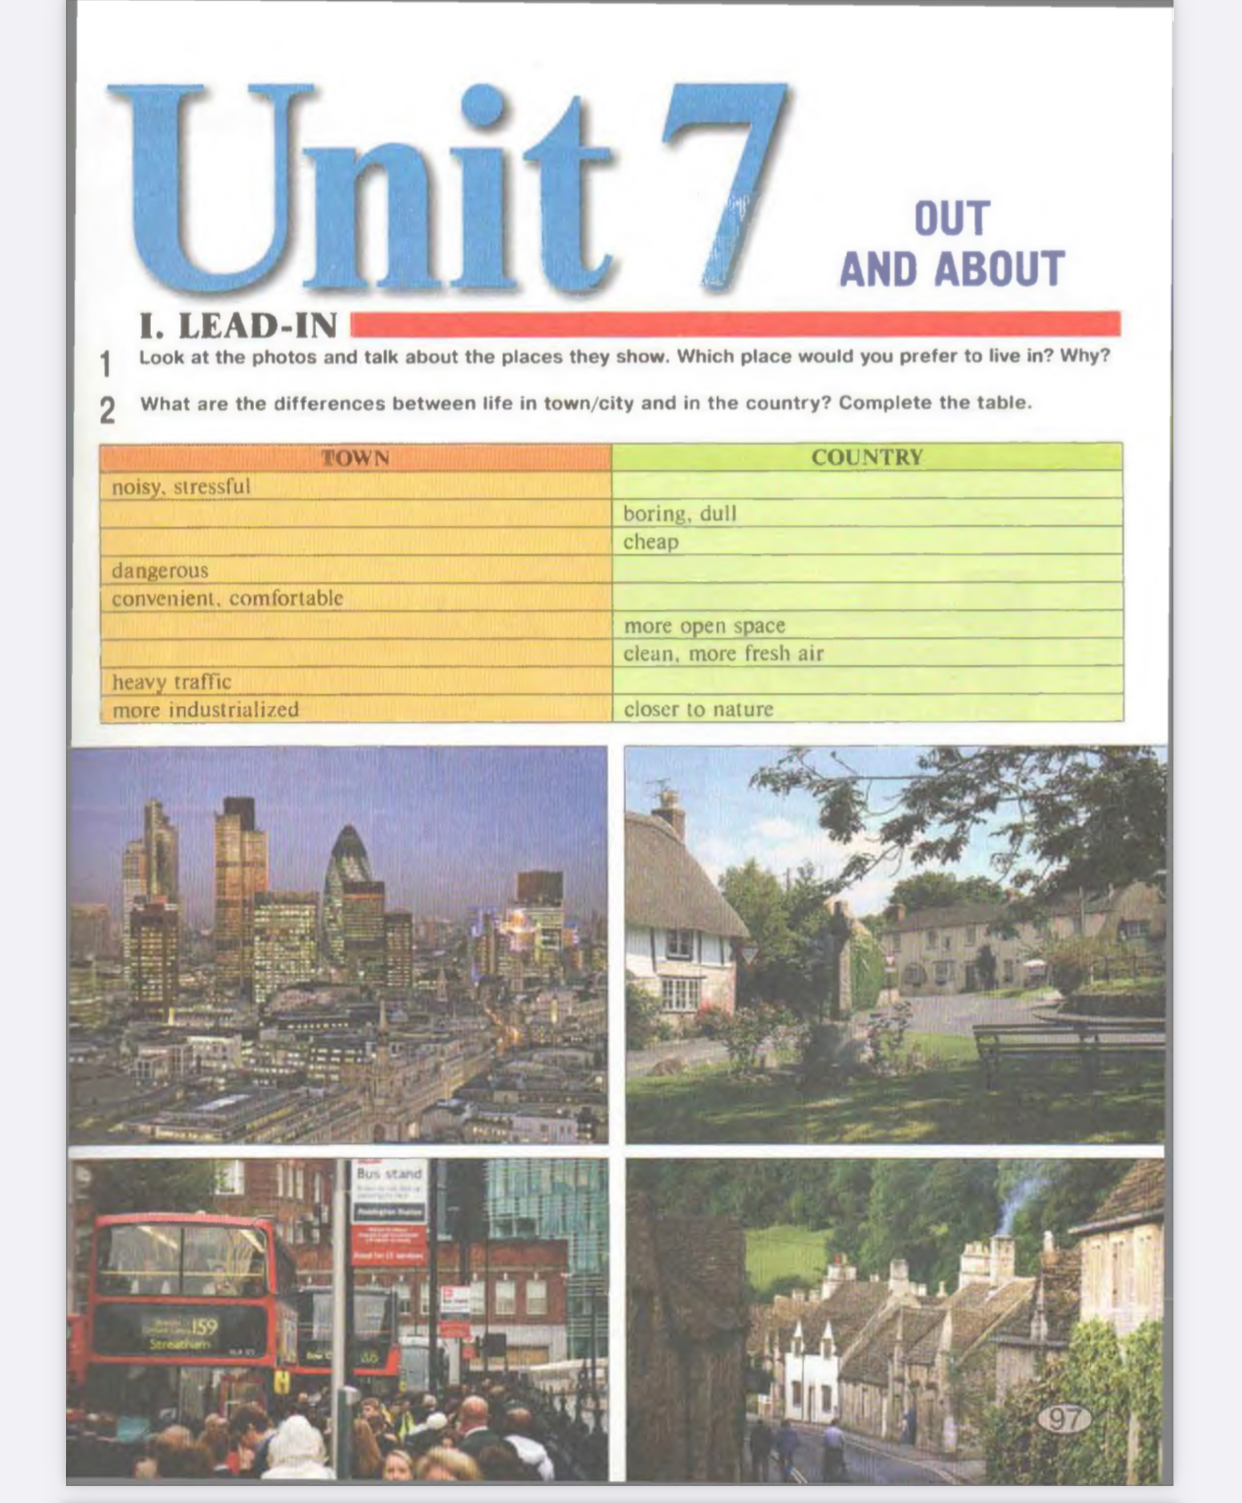 Unit 7
OUT
AND ABOUT
I. LEAD-IN
1 Look at the photos and talk about the places they show. Which place would you prefer to live in? Why?
2 What are the differences between life in town/city and in the country? Complete the table.
TOWN COUNTRY
noisy, stressful
boring, dull
cheap
dangerous
convenient, comfortable
more open space
clean, more fresh air
heavy traffic
more industrialized closer to nature
Bus stand
159
Streatham
97